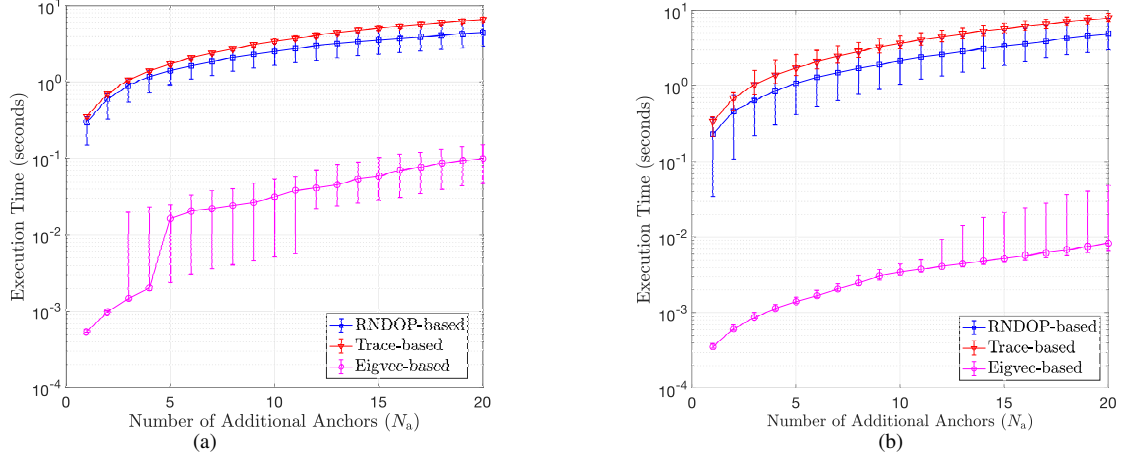 10^1
10^0
10^-1
10^-2
10^-3
10^-4
Execution Time (seconds)
RNDOP-based
Trace-based
Eigvec-based
0 5 10 15 20
Number of Additional Anchors (N_a)
(a)
10^1
10^0
10^-1
10^-2
10^-3
10^-4
Execution Time (seconds)
RNDOP-based
Trace-based
Eigvec-based
0 5 10 15 20
Number of Additional Anchors (N_a)
(b)